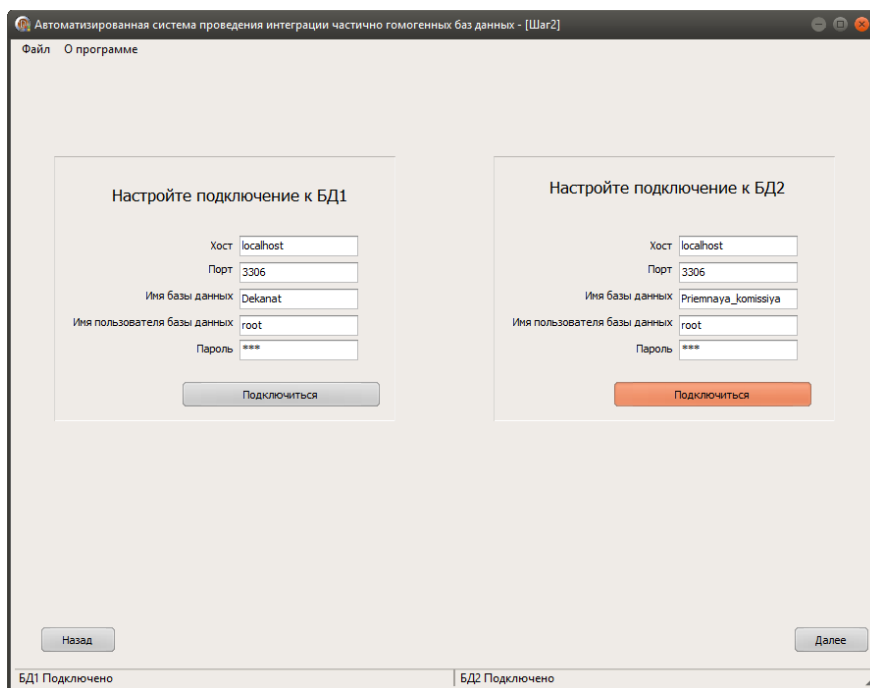 Автоматизированная система проведения интеграции частично гомогенных баз данных - [Шаг2]
Файл О программе
Настройте подключение к БД1
Хост localhost
Порт 3306
Имя базы данных Dekanat
Имя пользователя базы данных root
Пароль ***
Подключиться
Настройте подключение к БД2
Хост localhost
Порт 3306
Имя базы данных Priemnaya_komissiya
Имя пользователя базы данных root
Пароль ***
Подключиться
Назад
Далее
БД1 Подключено
БД2 Подключено